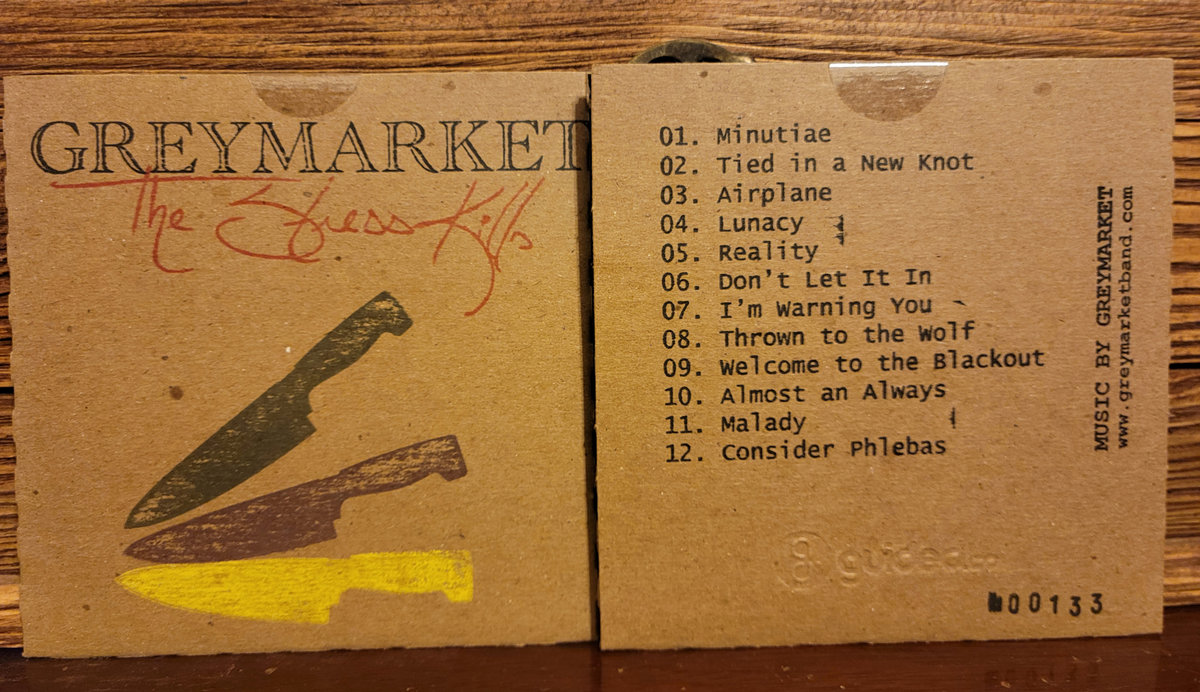 GREYMARKET
The Stress Kills
01. Minutiae
02. Tied in a New Knot
03. Airplane
04. Lunacy
05. Reality
06. Don't Let It In
07. I'm Warning You
08. Thrown to the Wolf
09. Welcome to the Blackout
10. Almost an Always
11. Malady
12. Consider Phlebas
MUSIC BY GREYMARKET
www.greymarketband.com
№00133